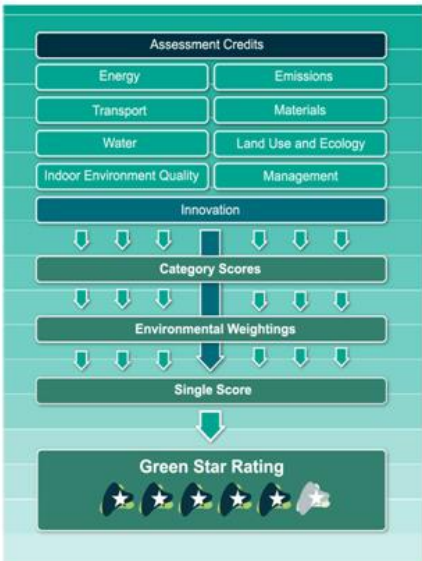 Assessment Credits
Energy
Emissions
Transport
Materials
Water
Land Use and Ecology
Indoor Environment Quality
Management
Innovation
Category Scores
Environmental Weightings
Single Score
Green Star Rating